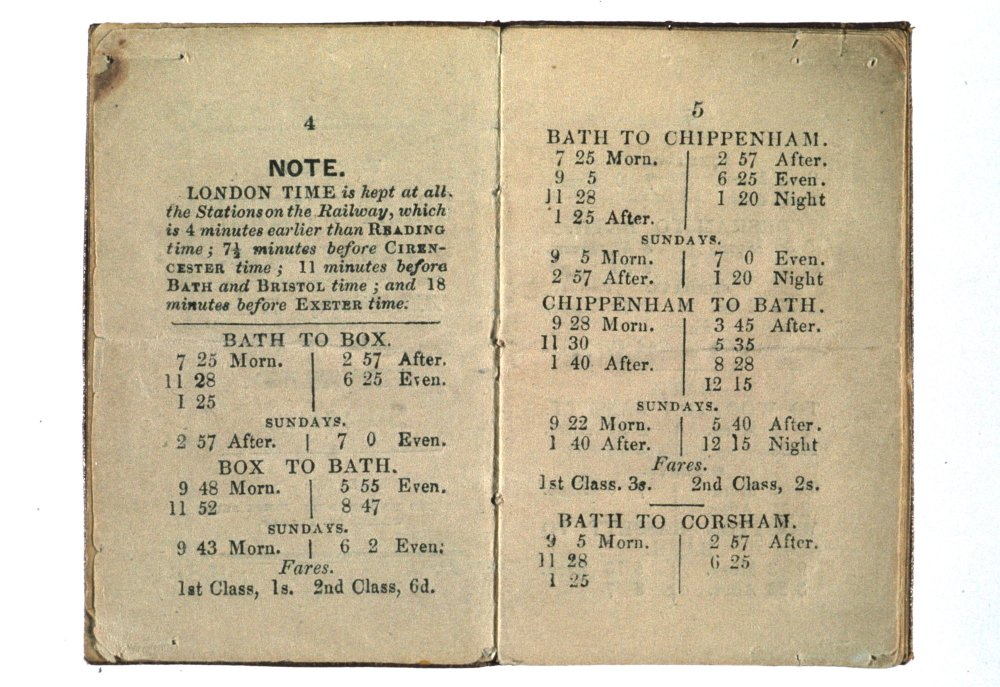 4
NOTE.
LONDON TIME is kept at all
the Stations on the Railway, which
is 4 minutes earlier than READING
time; 7½ minutes before CIREN-
CESTER time; 11 minutes before
BATH and BRISTOL time; and 18
minutes before EXETER time.
BATH TO BOX.
7 25 Morn. 2 57 After.
11 28 6 25 Even.
1 25
SUNDAYS.
2 57 After. 7 0 Even.
BOX TO BATH.
9 48 Morn. 5 55 Even.
11 52 8 47
SUNDAYS.
9 43 Morn. 6 2 Even.
Fares.
1st Class, 1s. 2nd Class, 6d.
5
BATH TO CHIPPENHAM.
7 25 Morn. 2 57 After.
9 5 6 25 Even.
11 28 1 20 Night
1 25 After.
SUNDAYS.
9 5 Morn. 7 0 Even.
2 57 After. 1 20 Night
CHIPPENHAM TO BATH.
9 28 Morn. 3 45 After.
11 30 5 35
1 40 After. 8 28
12 15
SUNDAYS.
9 22 Morn. 5 40 After.
1 40 After. 12 15 Night
Fares.
1st Class. 3s. 2nd Class, 2s.
BATH TO CORSHAM.
9 5 Morn. 2 57 After.
11 28 6 25
1 25